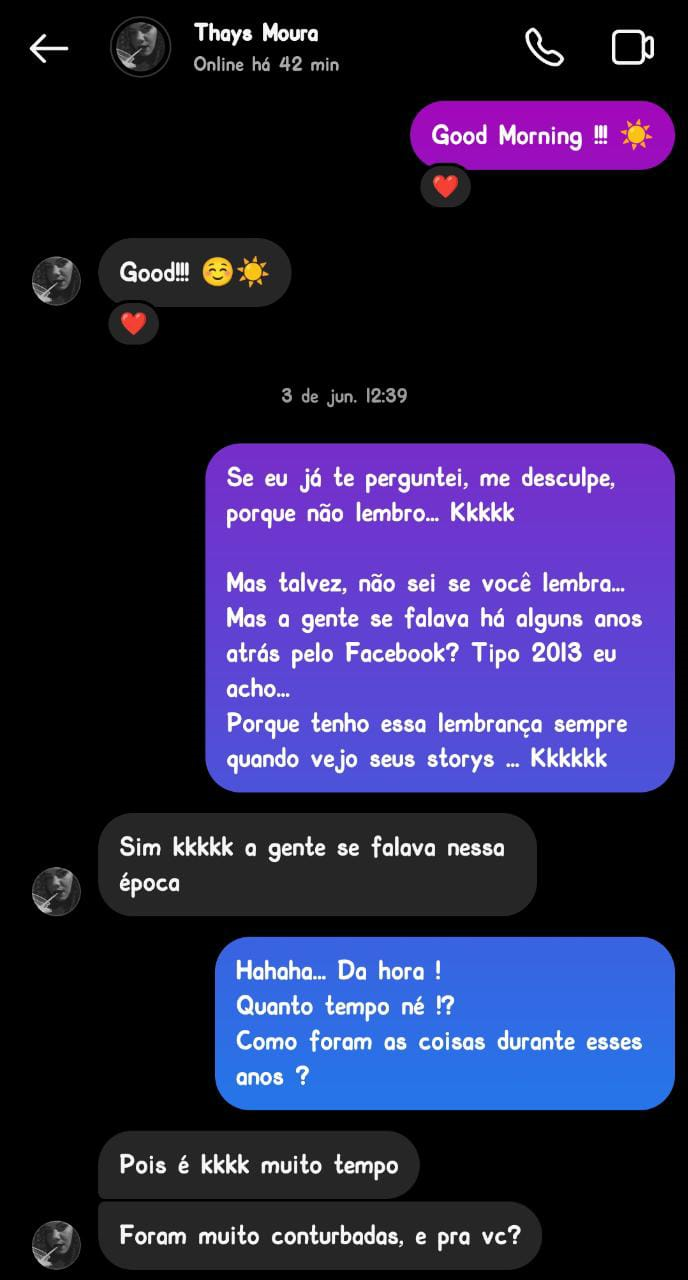 Thays Moura
Online há 42 min
Good Morning !!! ☀️
❤️
Good!!! ☺️☀️
❤️
3 de jun. 12:39
Se eu já te perguntei, me desculpe,
porque não lembro... Kkkkk
Mas talvez, não sei se você lembra...
Mas a gente se falava há alguns anos
atrás pelo Facebook? Tipo 2013 eu
acho...
Porque tenho essa lembrança sempre
quando vejo seus storys ... Kkkkkk
Sim kkkkk a gente se falava nessa
época
Hahaha... Da hora !
Quanto tempo né !?
Como foram as coisas durante esses
anos ?
Pois é kkkk muito tempo
Foram muito conturbadas, e pra vc?